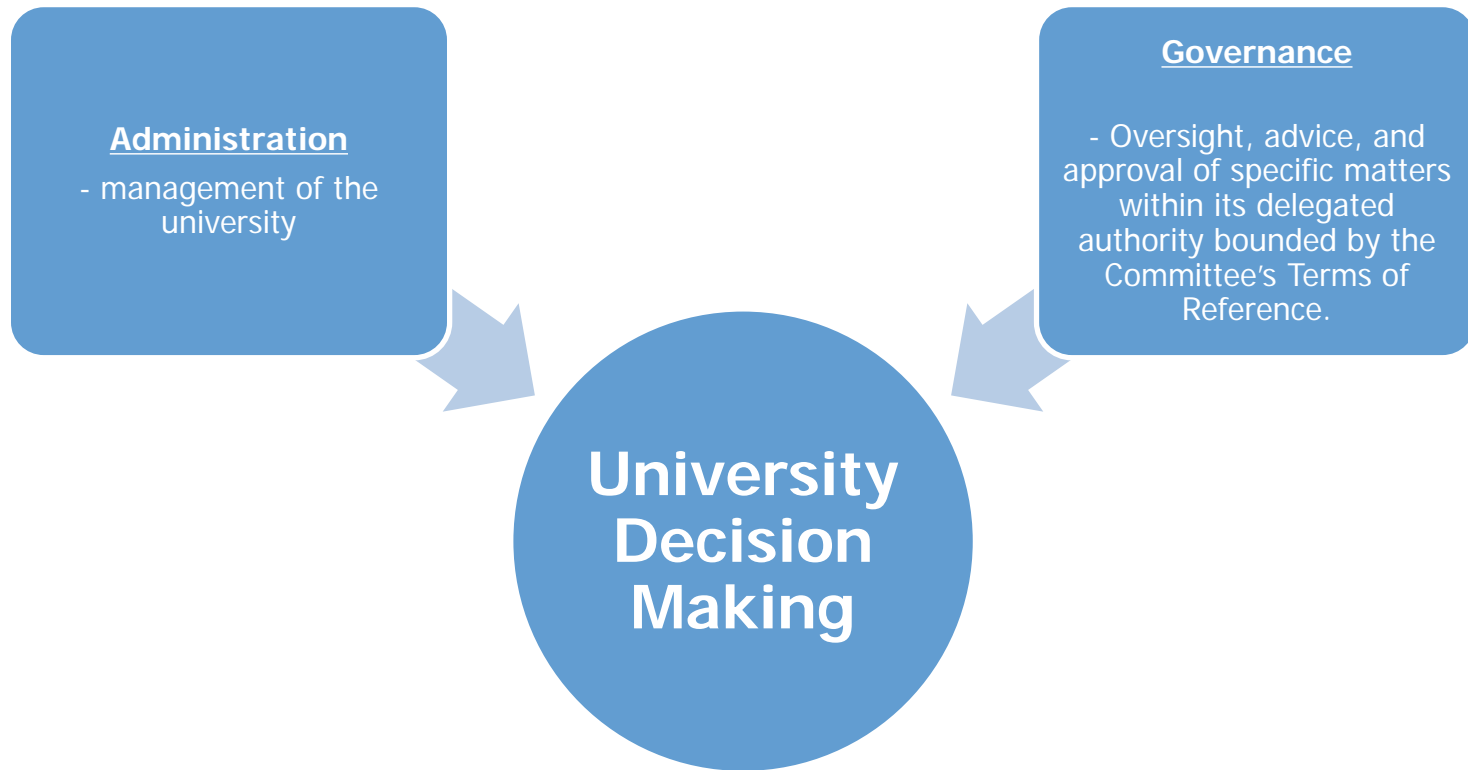 Administration
- management of the
university
Governance
- Oversight, advice, and
approval of specific matters
within its delegated
authority bounded by the
Committee’s Terms of
Reference.
University
Decision
Making